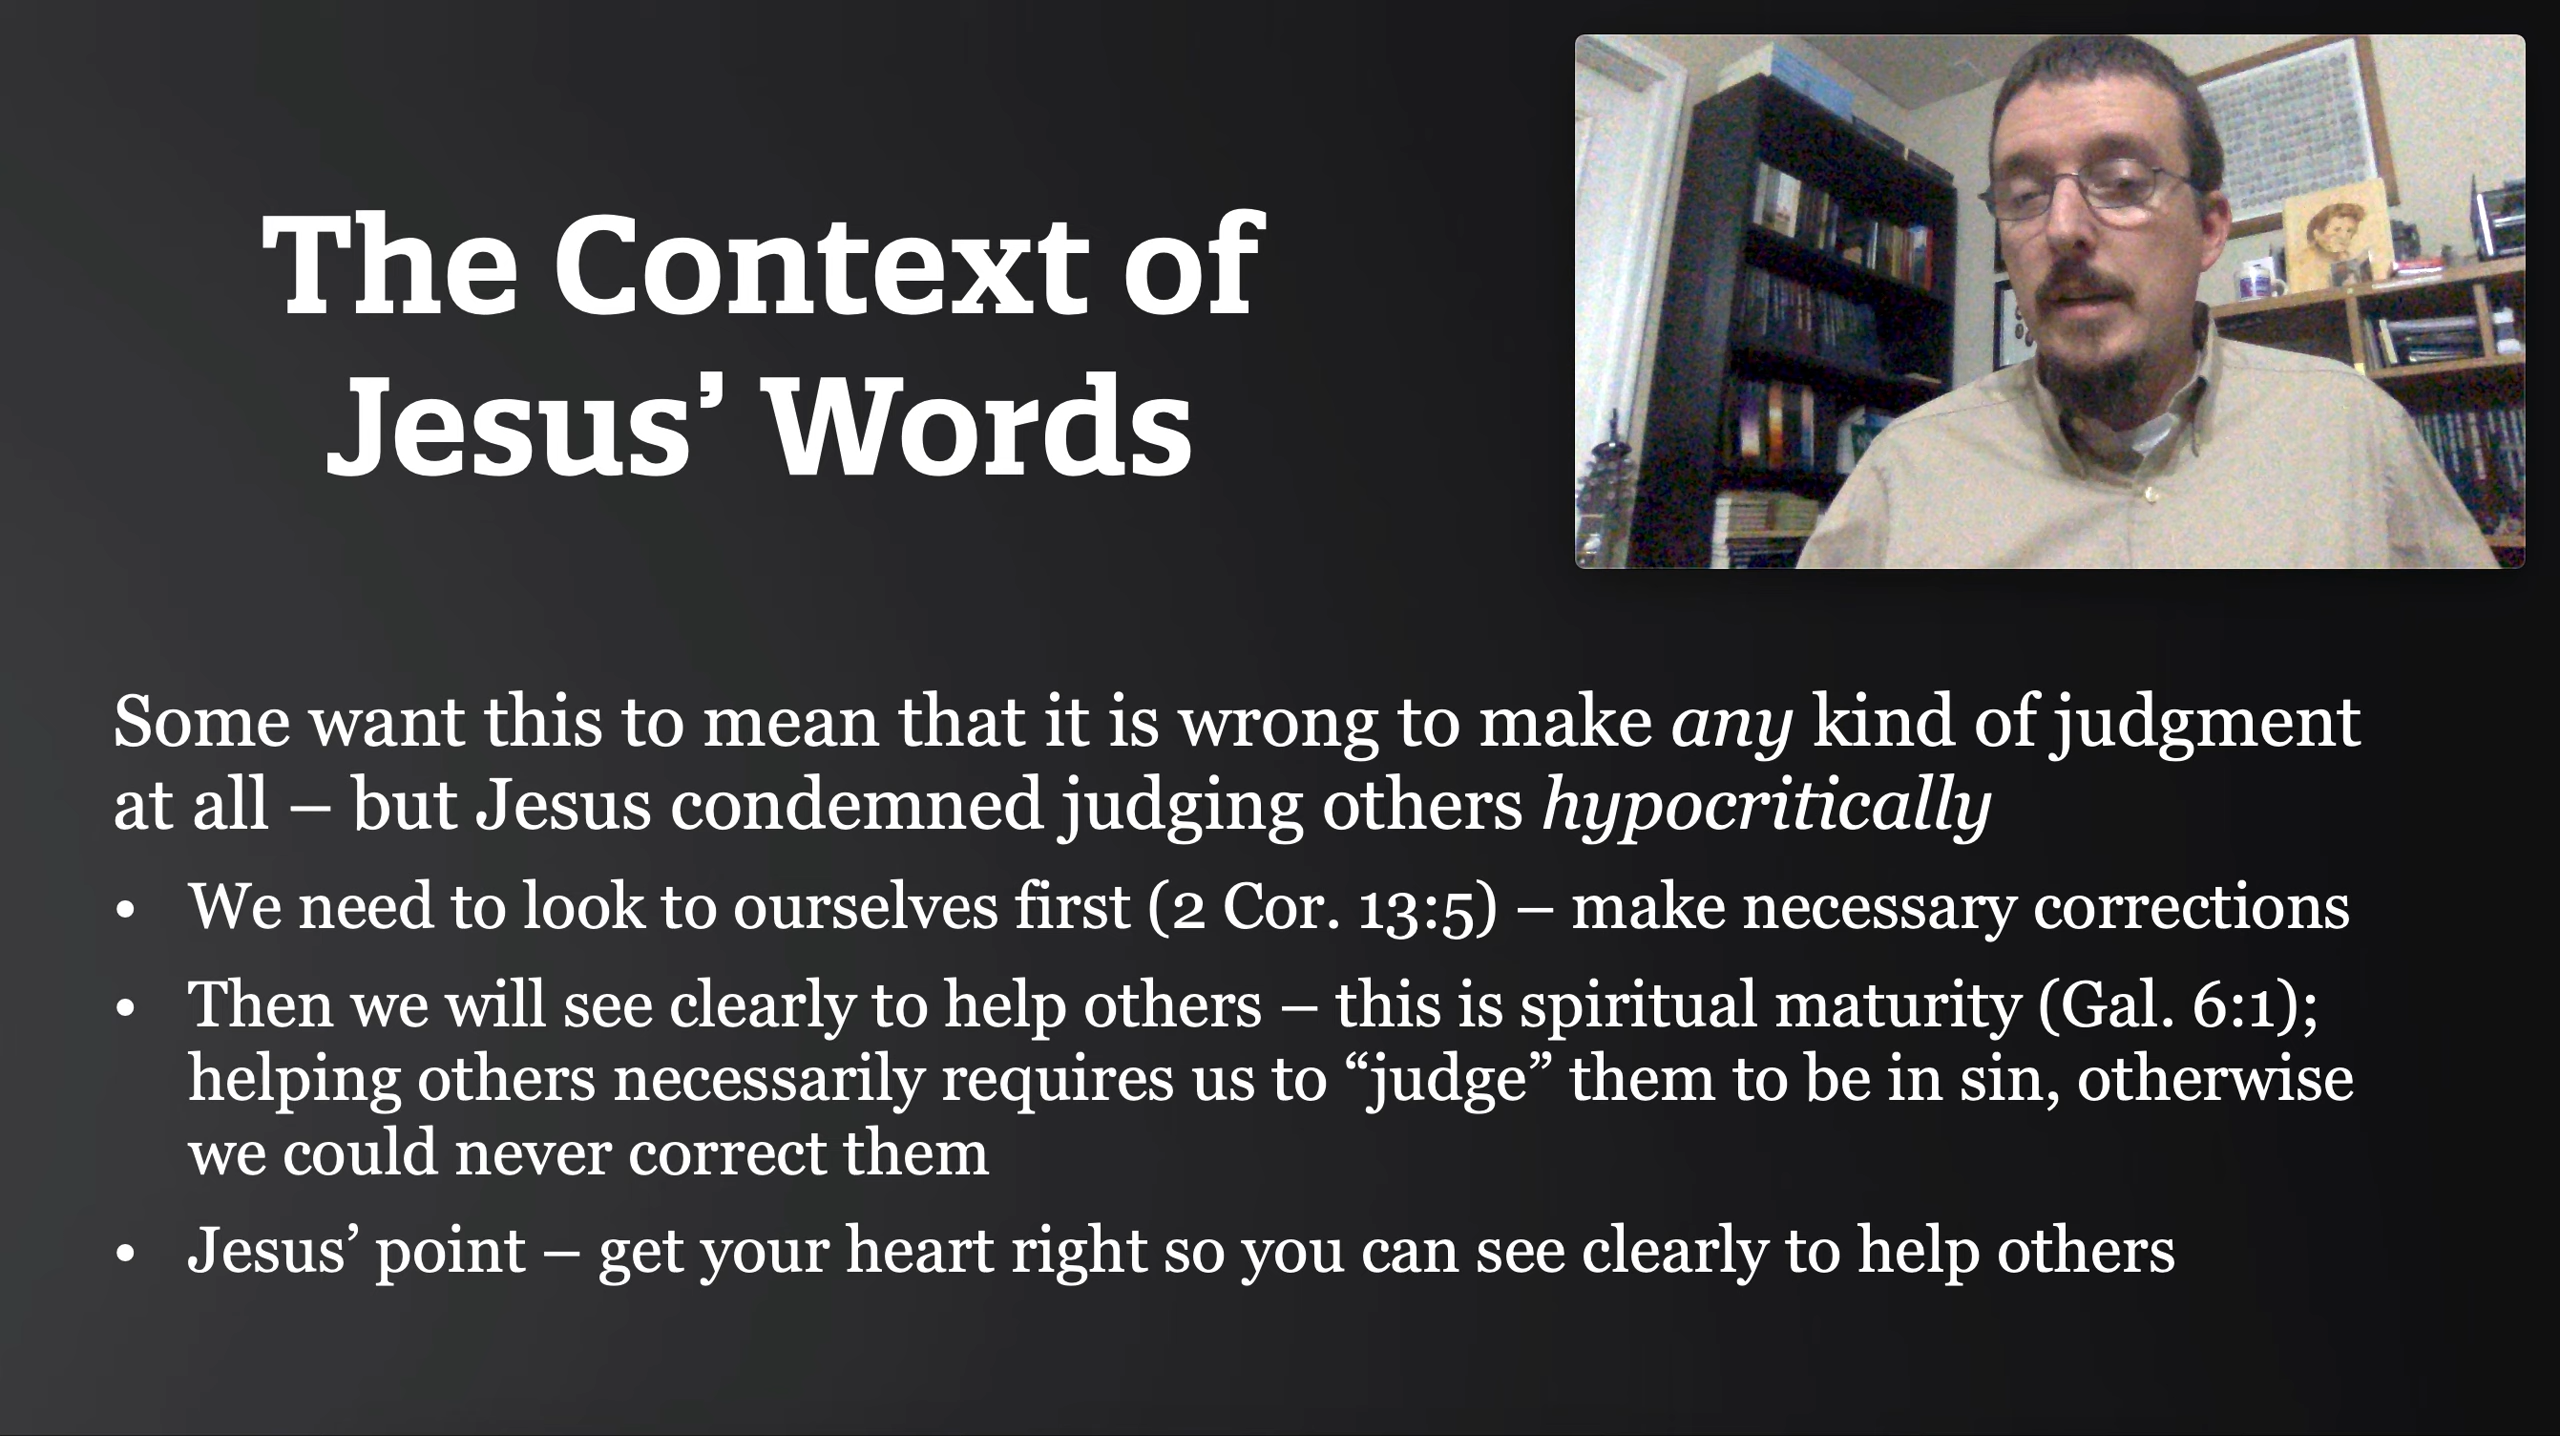 The Context of
Jesus’ Words
Some want this to mean that it is wrong to make any kind of judgment
at all – but Jesus condemned judging others hypocritically
• We need to look to ourselves first (2 Cor. 13:5) – make necessary corrections
• Then we will see clearly to help others – this is spiritual maturity (Gal. 6:1);
helping others necessarily requires us to “judge” them to be in sin, otherwise
we could never correct them
• Jesus’ point – get your heart right so you can see clearly to help others